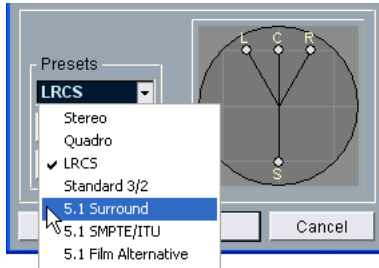 L C R
Presets
LRCS
Stereo
Quadro
LRCS
Standard 3/2
5.1 Surround
5.1 SMPTE/ITU
5.1 Film Alternative
S
Cancel